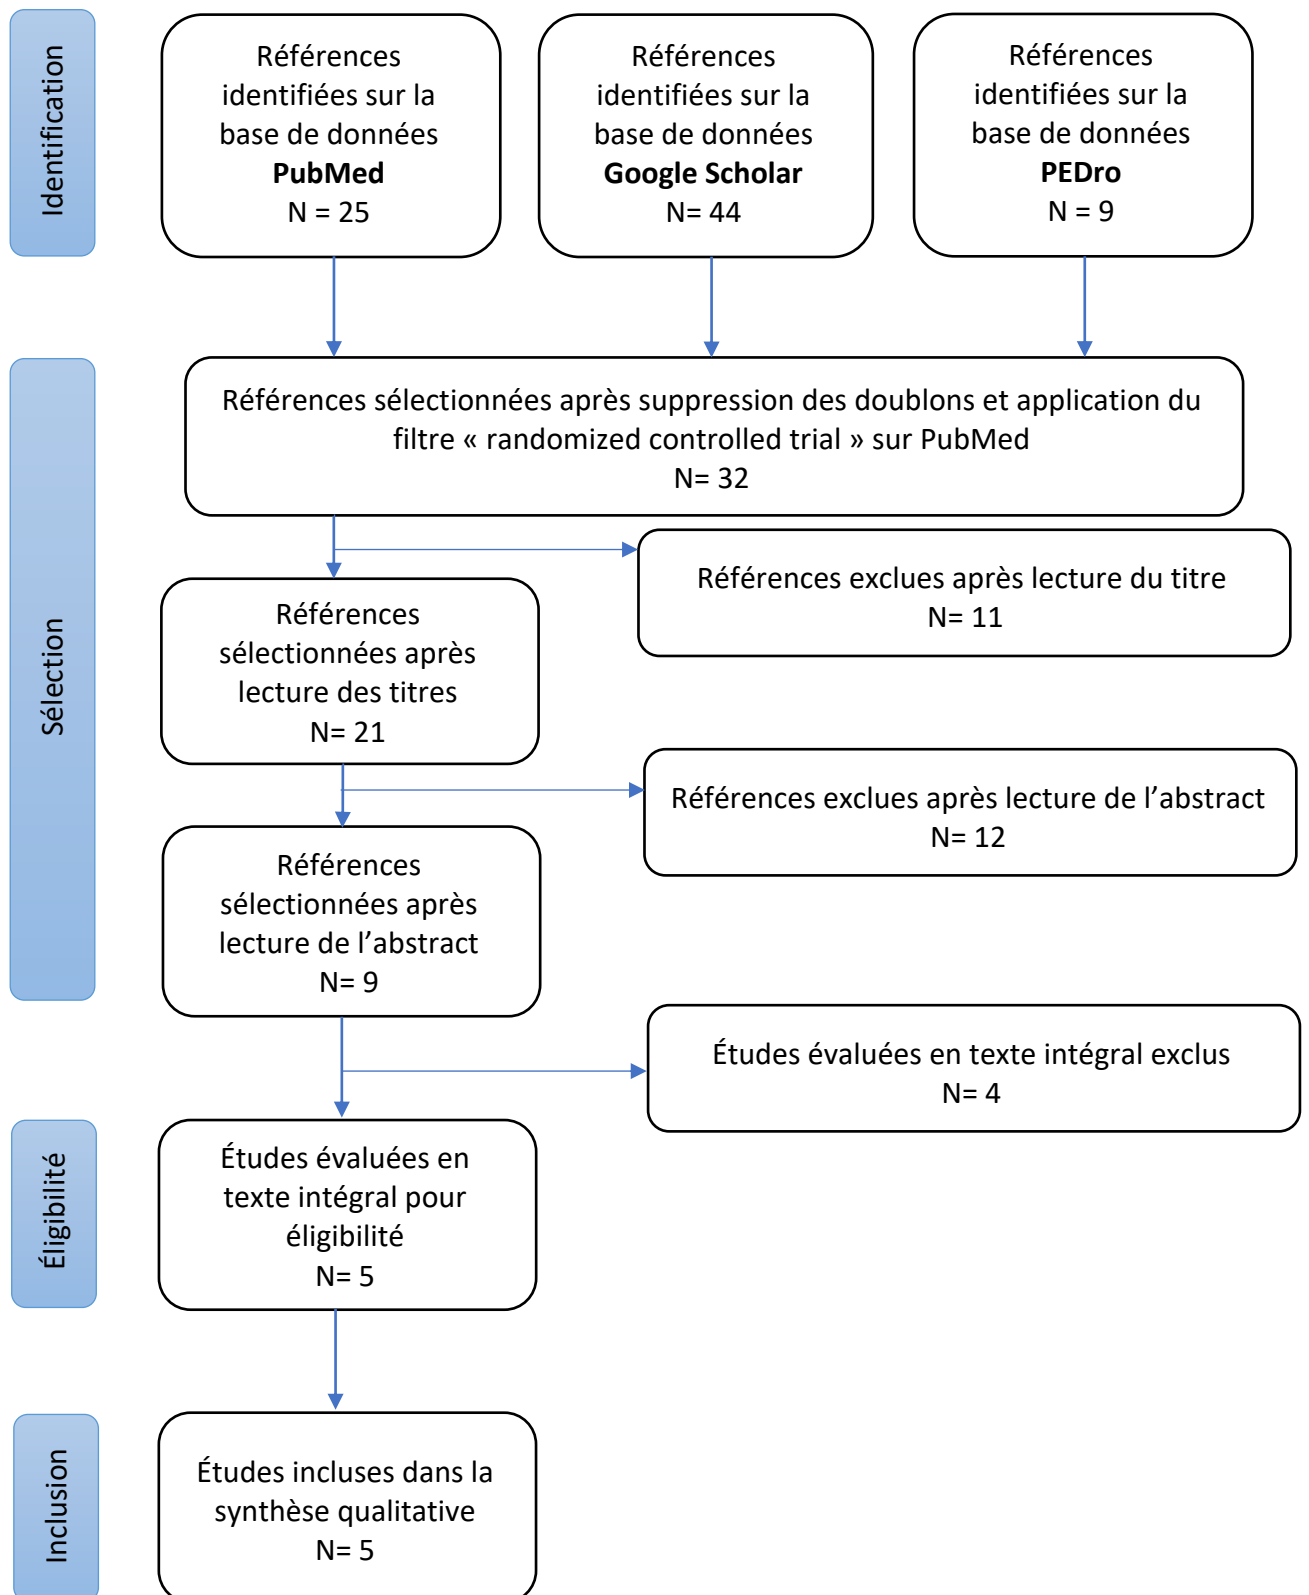 Identification
Références
identifiées sur la
base de données
PubMed
N = 25
Références
identifiées sur la
base de données
Google Scholar
N= 44
Références
identifiées sur la
base de données
PEDro
N = 9
Sélection
Références sélectionnées après suppression des doublons et application du
filtre « randomized controlled trial » sur PubMed
N= 32
Références exclues après lecture du titre
N= 11
Références
sélectionnées après
lecture des titres
N= 21
Références exclues après lecture de l’abstract
N= 12
Références
sélectionnées après
lecture de l’abstract
N= 9
Études évaluées en texte intégral exclus
N= 4
Éligibilité
Études évaluées en
texte intégral pour
éligibilité
N= 5
Inclusion
Études incluses dans la
synthèse qualitative
N= 5